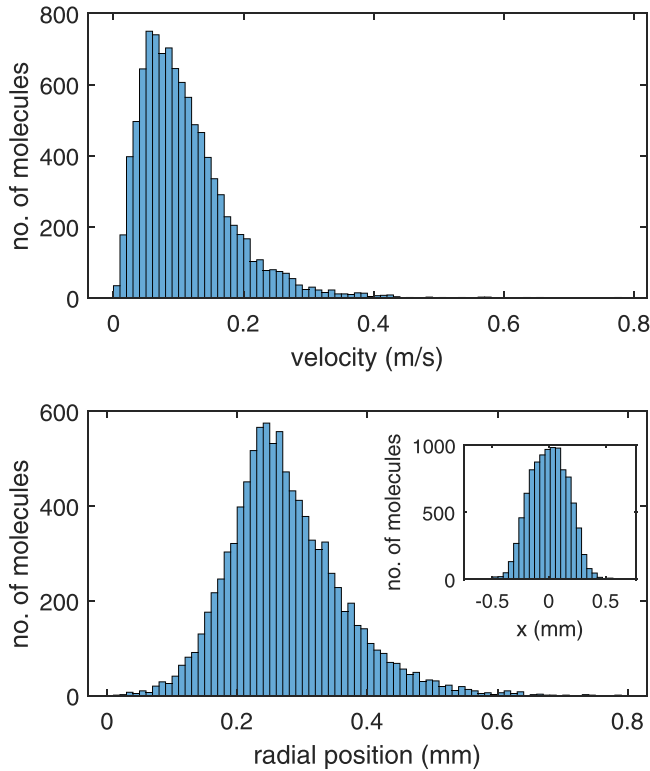 800
600
400
200
0
no. of molecules
0 0.2 0.4 0.6 0.8
velocity (m/s)
600
400
200
0
no. of molecules
0 0.2 0.4 0.6 0.8
radial position (mm)
1000
500
0
no. of molecules
-0.5 0 0.5
x (mm)